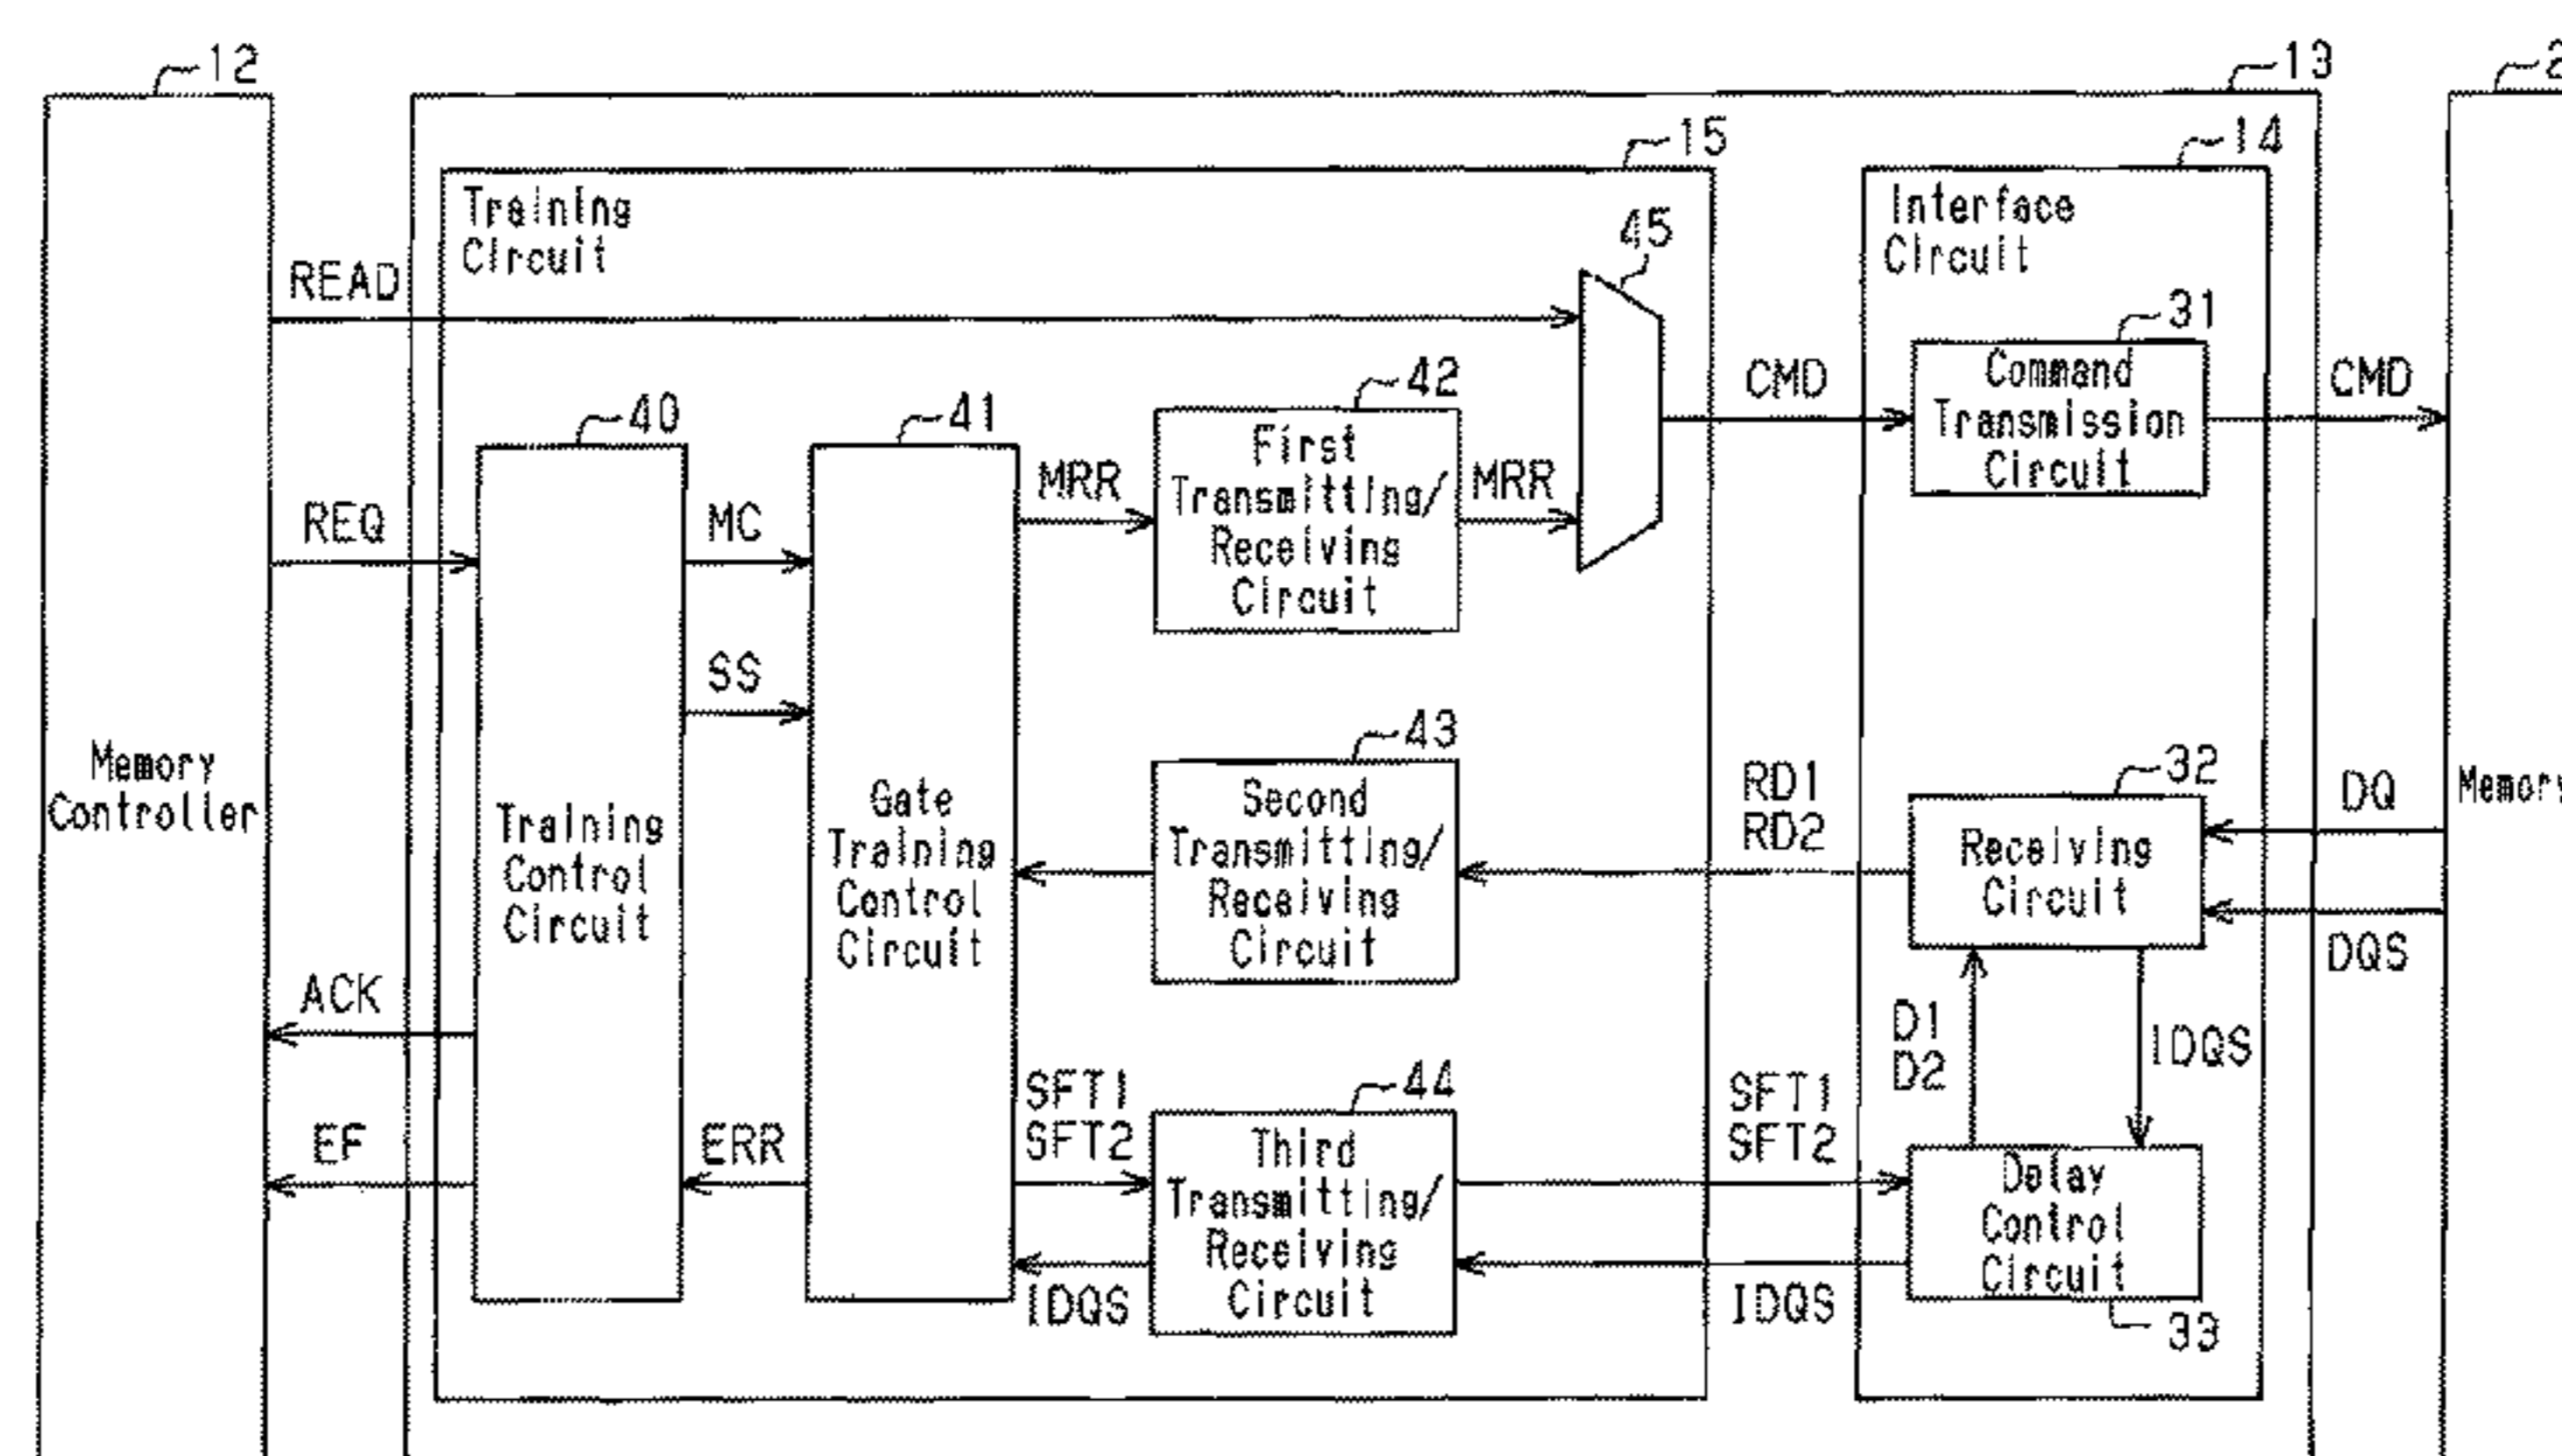 12
13
15
14
Training
Circuit
Interface
Circuit
45
READ
31
42
CMD
Command
Transmission
Circuit
CMD
40
41
First
Transmitting/
Receiving
Circuit
MRR
MRR
REQ
MC
SS
43
32
Memory
Controller
Training
Control
Circuit
Gate
Training
Control
Circuit
Second
Transmitting/
Receiving
Circuit
RD1
RD2
Receiving
Circuit
DQ
DQS
Memory
ACK
D1
D2
IDQS
44
EF
ERR
SFT1
SFT2
Third
Transmitting/
Receiving
Circuit
SFT1
SFT2
Delay
Control
Circuit
IDQS
IDQS
33